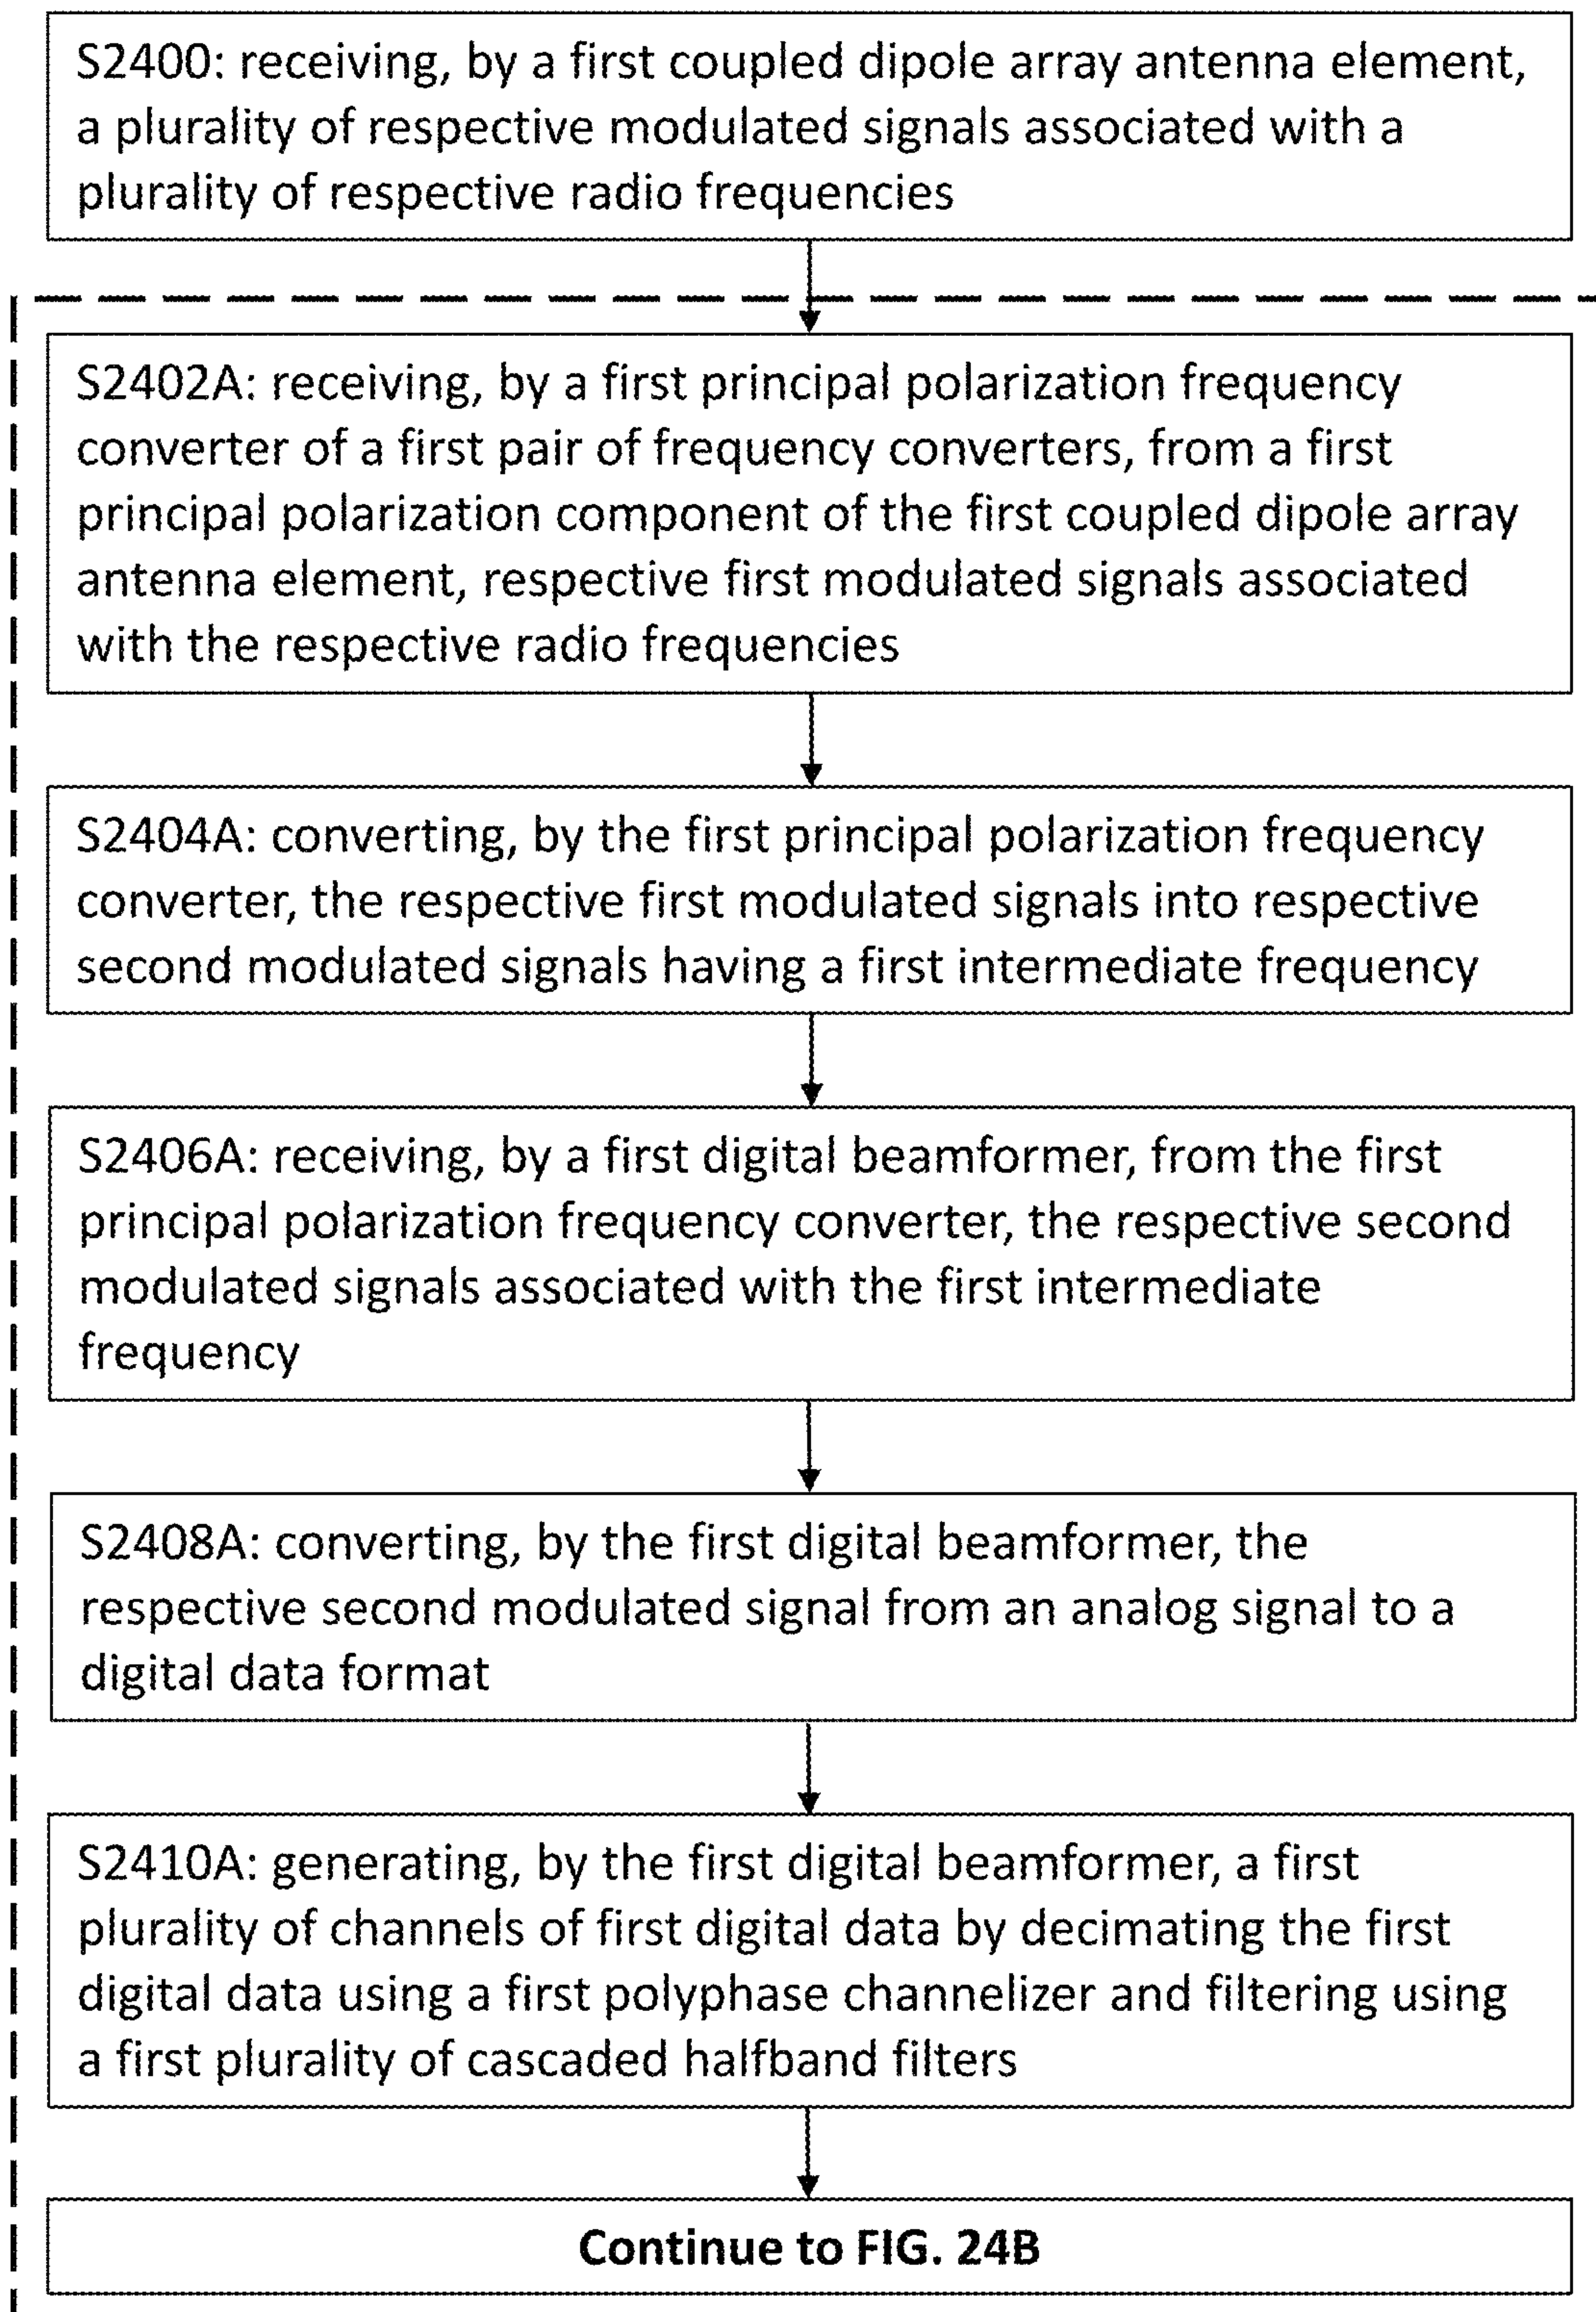 S2400: receiving, by a first coupled dipole array antenna element,
a plurality of respective modulated signals associated with a
plurality of respective radio frequencies
S2402A: receiving, by a first principal polarization frequency
converter of a first pair of frequency converters, from a first
principal polarization component of the first coupled dipole array
antenna element, respective first modulated signals associated
with the respective radio frequencies
S2404A: converting, by the first principal polarization frequency
converter, the respective first modulated signals into respective
second modulated signals having a first intermediate frequency
S2406A: receiving, by a first digital beamformer, from the first
principal polarization frequency converter, the respective second
modulated signals associated with the first intermediate
frequency
S2408A: converting, by the first digital beamformer, the
respective second modulated signal from an analog signal to a
digital data format
S2410A: generating, by the first digital beamformer, a first
plurality of channels of first digital data by decimating the first
digital data using a first polyphase channelizer and filtering using
a first plurality of cascaded halfband filters
Continue to FIG. 24B